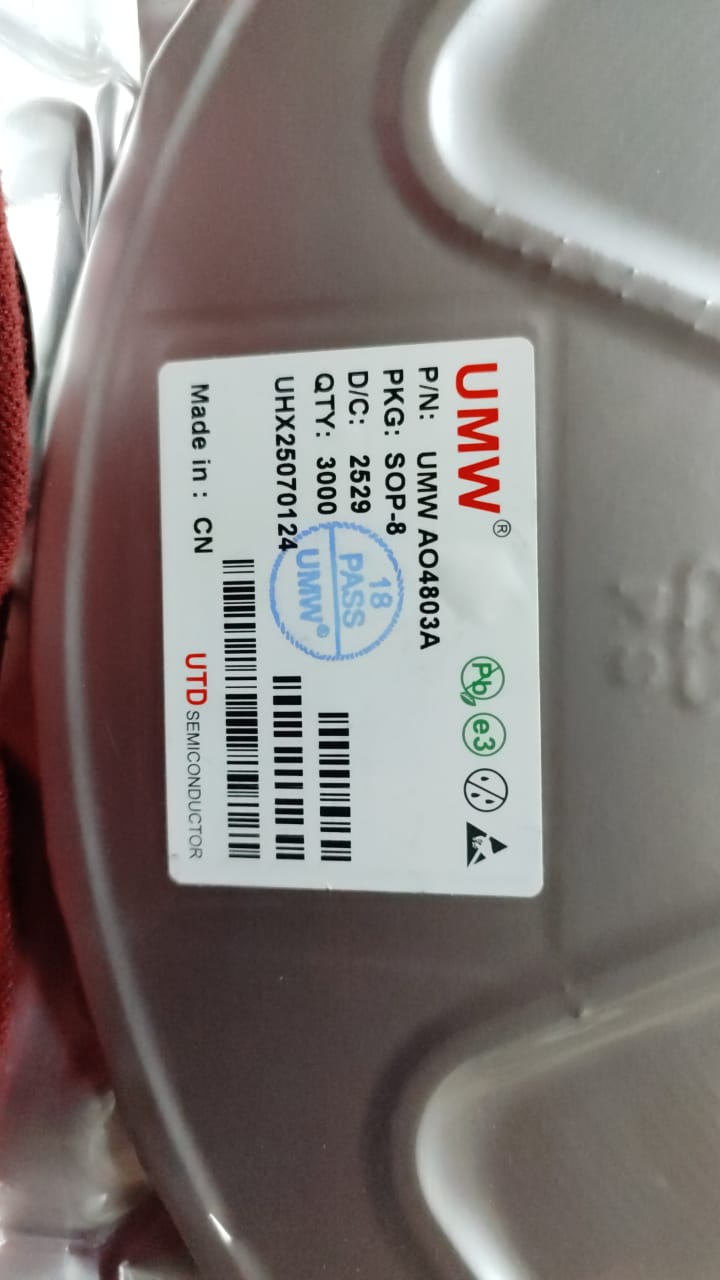 UMW®
Pb e3
P/N: UMW AO4803A
PKG: SOP-8
D/C: 2529
QTY: 3000
UHX25070124
18
PASS
UMW®
Made in : CN
UTD SEMICONDUCTOR